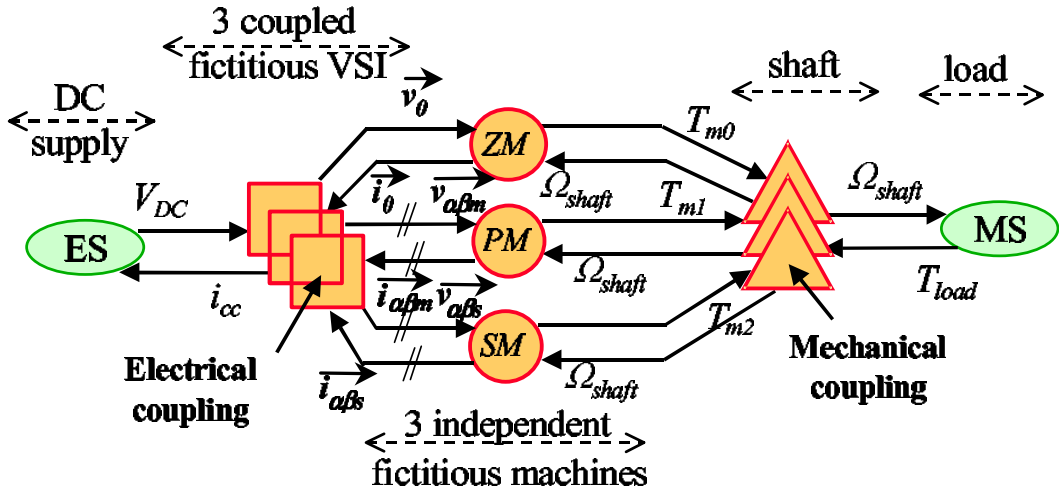 3 coupled
fictitious VSI
v0
DC
supply
shaft
load
ZM
Tm0
i0
vαβm
Ωshaft
Tm1
Ωshaft
VDC
ES
PM
MS
icc
iαβm
vαβs
Ωshaft
Tload
Tm2
SM
Electrical
coupling
iαβs
Ωshaft
Mechanical
coupling
3 independent
fictitious machines